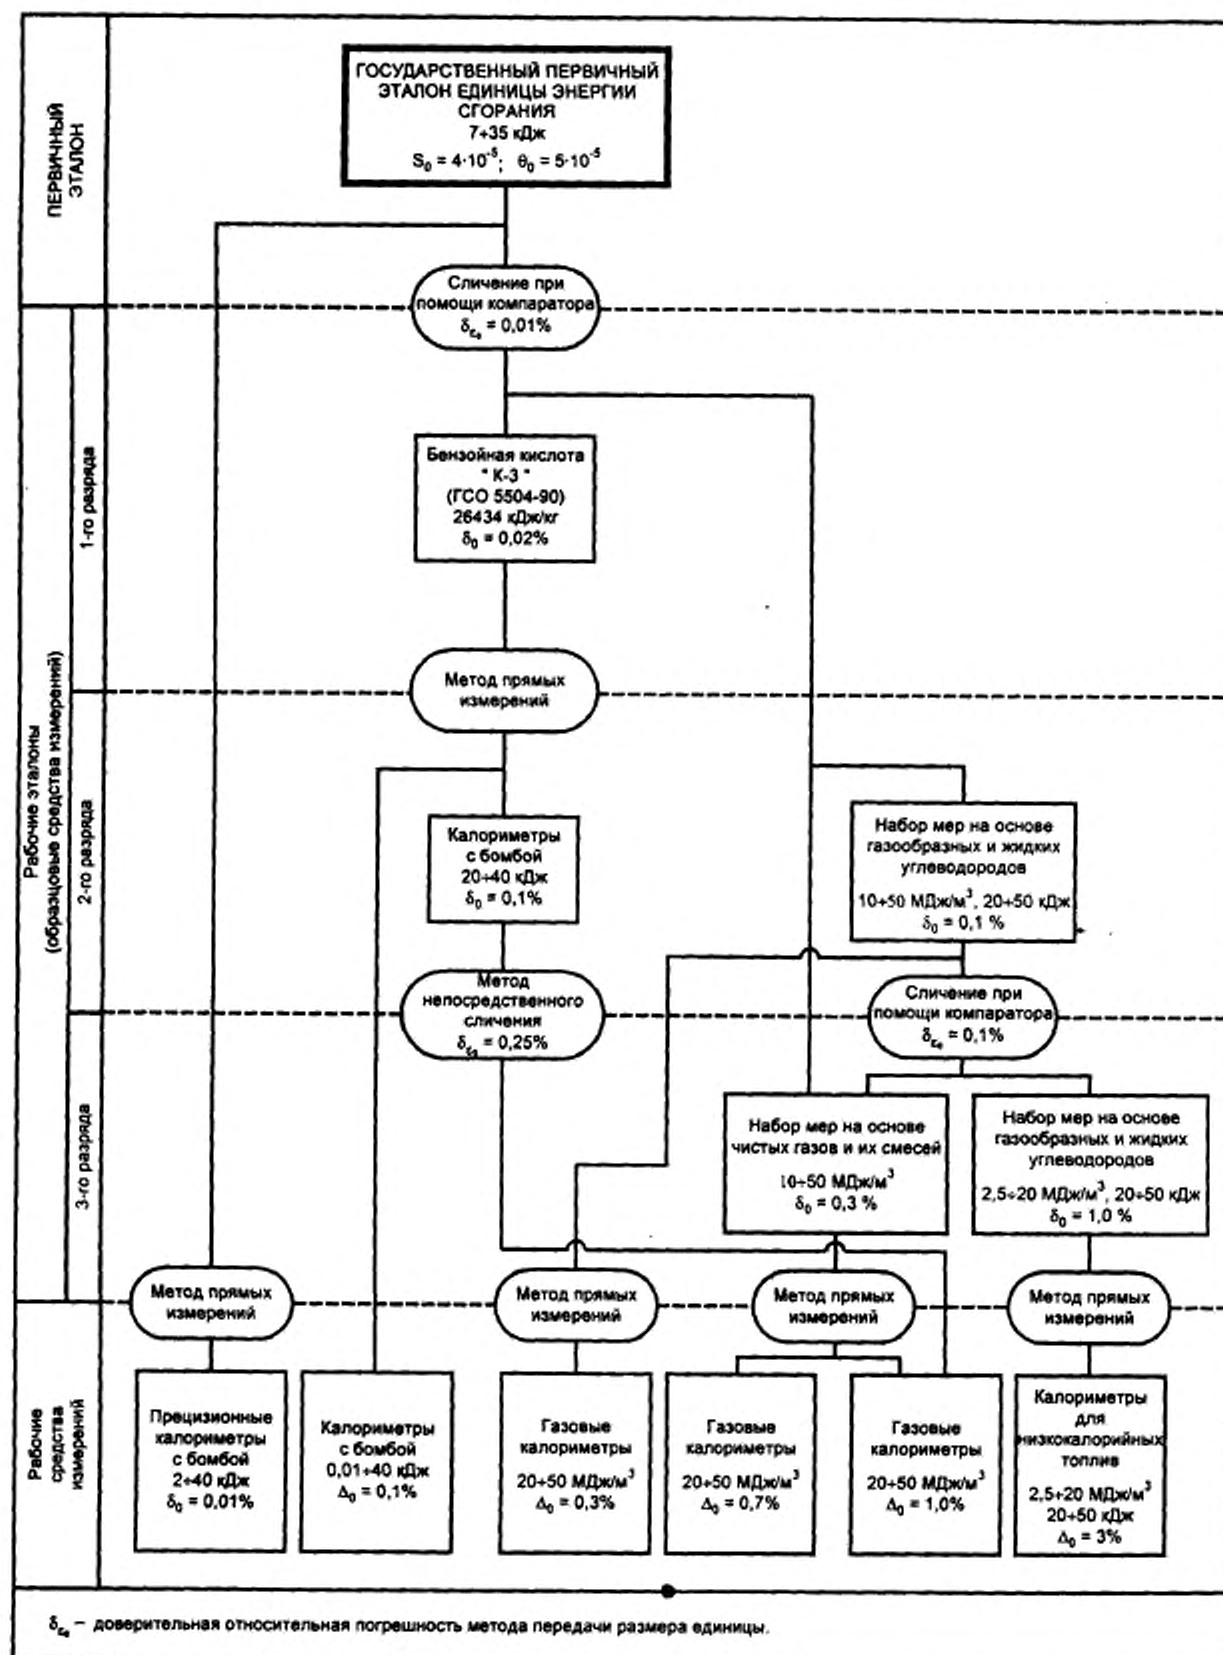 ПЕРВИЧНЫЙ
ЭТАЛОН
ГОСУДАРСТВЕННЫЙ ПЕРВИЧНЫЙ
ЭТАЛОН ЕДИНИЦЫ ЭНЕРГИИ
СГОРАНИЯ
7÷35 кДж
S₀ = 4·10⁻⁵; θ₀ = 5·10⁻⁵
Сличение при
помощи компаратора
δε₀ = 0,01%
Рабочие эталоны
(образцовые средства измерений)
1-го разряда
Бензойная кислота
" К-3 "
(ГСО 5504-90)
26434 кДж/кг
δ₀ = 0,02%
Метод прямых
измерений
2-го разряда
Калориметры
с бомбой
20÷40 кДж
δ₀ = 0,1%
Набор мер на основе
газообразных и жидких
углеводородов
10÷50 МДж/м³, 20÷50 кДж
δ₀ = 0,1 %
Метод
непосредственного
сличения
δε₀ = 0,25%
Сличение при
помощи компаратора
δε₀ = 0,1%
3-го разряда
Набор мер на основе
чистых газов и их смесей
10÷50 МДж/м³
δ₀ = 0,3 %
Набор мер на основе
газообразных и жидких
углеводородов
2,5÷20 МДж/м³, 20÷50 кДж
δ₀ = 1,0 %
Метод прямых
измерений
Метод прямых
измерений
Метод прямых
измерений
Метод прямых
измерений
Рабочие
средства
измерений
Прецизионные
калориметры
с бомбой
2÷40 кДж
δ₀ = 0,01%
Калориметры
с бомбой
0,01÷40 кДж
Δ₀ = 0,1%
Газовые
калориметры
20÷50 МДж/м³
Δ₀ = 0,3%
Газовые
калориметры
20÷50 МДж/м³
Δ₀ = 0,7%
Газовые
калориметры
20÷50 МДж/м³
Δ₀ = 1,0%
Калориметры
для
низкокалорийных
топлив
2,5÷20 МДж/м³
20÷50 кДж
Δ₀ = 3%
δε₀ – доверительная относительная погрешность метода передачи размера единицы.